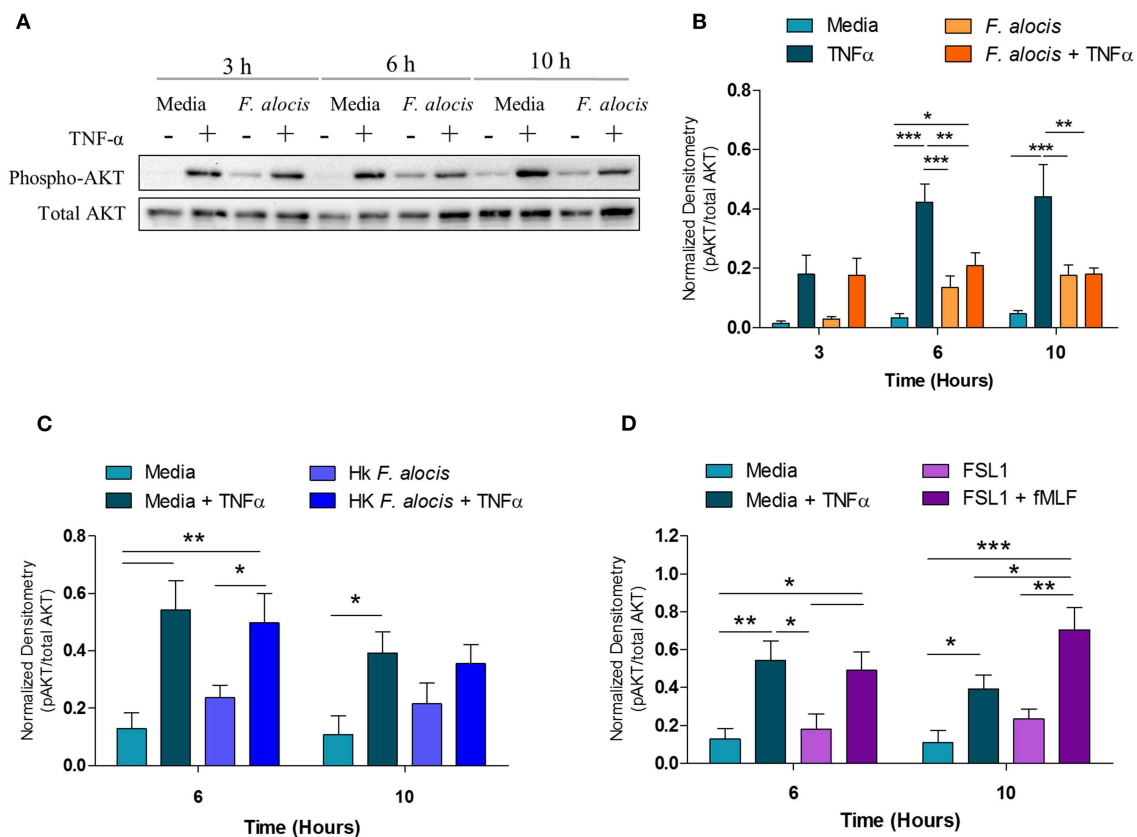 A
3 h 6 h 10 h
Media F. alocis Media F. alocis Media F. alocis
TNF-α - + - + - + - + - + - +
Phospho-AKT
Total AKT
B
Media F. alocis
TNFα F. alocis + TNFα
Normalized Densitometry
(pAKT/total AKT)
0.8
0.6
0.4
0.2
0.0
*
*** **
***
**
***
3 6 10
Time (Hours)
C
Media Hk F. alocis
Media + TNFα HK F. alocis + TNFα
Normalized Densitometry
(pAKT/total AKT)
0.8
0.6
0.4
0.2
0.0
**
*
*
6 10
Time (Hours)
D
Media FSL1
Media + TNFα FSL1 + fMLF
Normalized Densitometry
(pAKT/total AKT)
1.2
1.0
0.8
0.6
0.4
0.2
0.0
*
** *
***
*
**
*
6 10
Time (Hours)